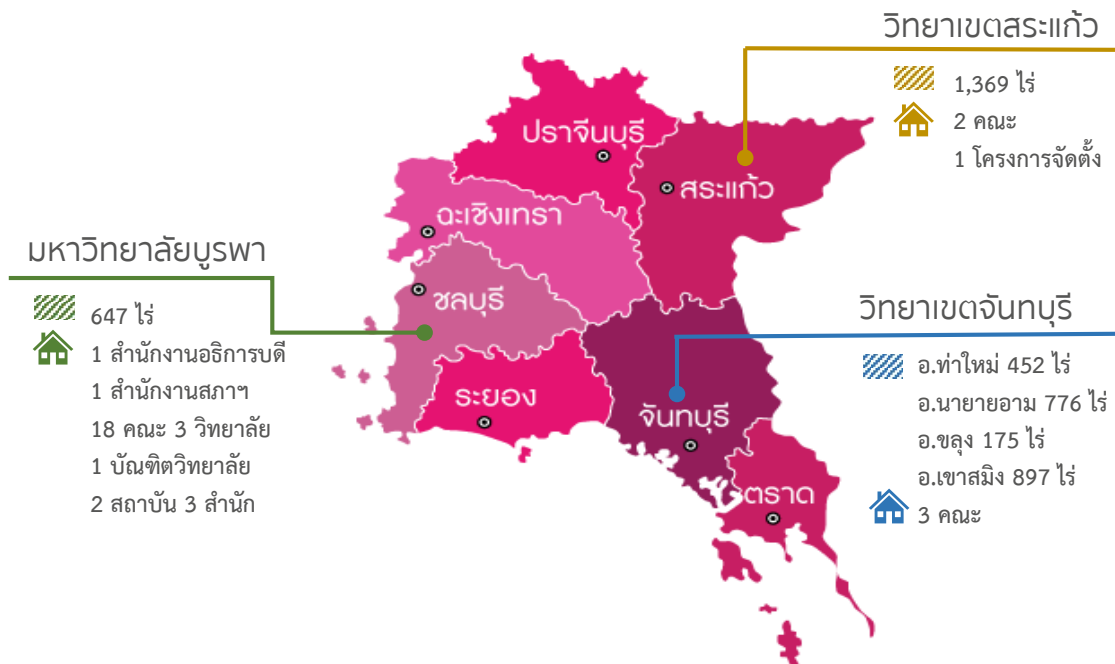 วิทยาเขตสระแก้ว
1,369 ไร่
2 คณะ
1 โครงการจัดตั้ง
ปราจีนบุรี
สระแก้ว
ฉะเชิงเทรา
มหาวิทยาลัยบูรพา
647 ไร่
1 สำนักงานอธิการบดี
1 สำนักงานสภาฯ
18 คณะ 3 วิทยาลัย
1 บัณฑิตวิทยาลัย
2 สถาบัน 3 สำนัก
ชลบุรี
ระยอง
จันทบุรี
ตราด
วิทยาเขตจันทบุรี
อ.ท่าใหม่ 452 ไร่
อ.นายายอาม 776 ไร่
อ.ขลุง 175 ไร่
อ.เขาสมิง 897 ไร่
3 คณะ